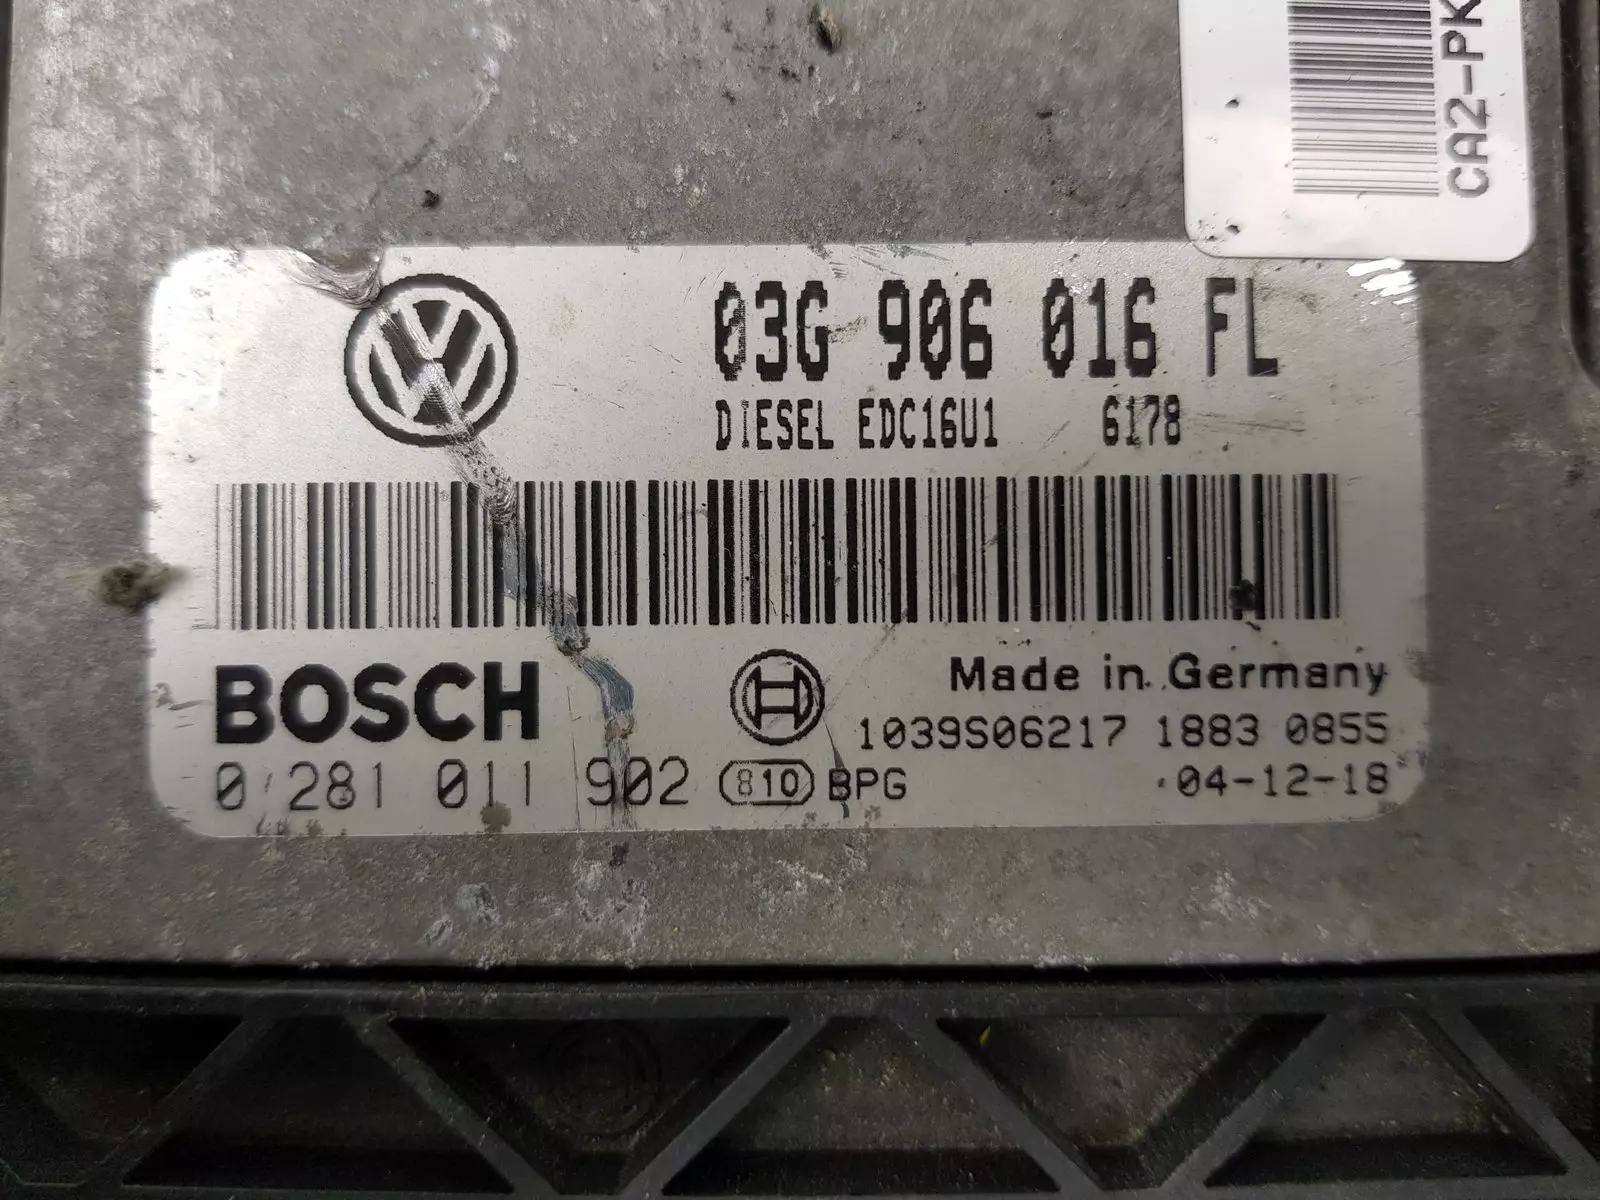 CA2-PK
03G 906 016 FL
DIESEL EDC16U1 6178
BOSCH
Made in Germany
1039S06217 1883 0855
0 281 011 902 810 BPG
04-12-18